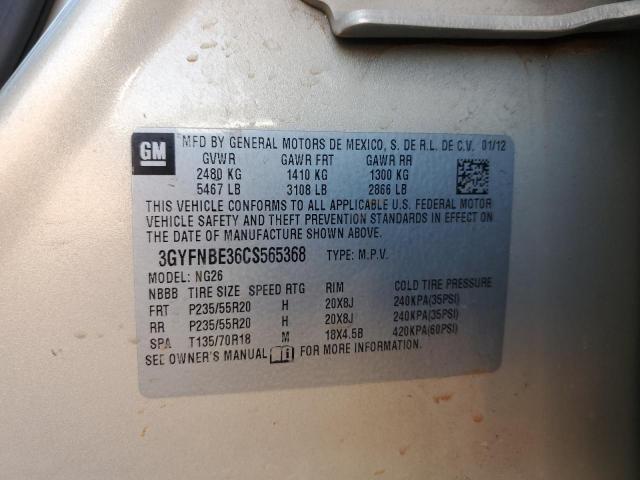 GM
MFD BY GENERAL MOTORS DE MEXICO, S. DE R.L. DE C.V. 01/12
GVWR GAWR FRT GAWR RR
2480 KG 1410 KG 1300 KG
5467 LB 3108 LB 2866 LB
THIS VEHICLE CONFORMS TO ALL APPLICABLE U.S. FEDERAL MOTOR
VEHICLE SAFETY AND THEFT PREVENTION STANDARDS IN EFFECT ON
THE DATE OF MANUFACTURE SHOWN ABOVE.
3GYFNBE36CS565368 TYPE: M.P.V.
MODEL: NG26
NBBB TIRE SIZE SPEED RTG RIM COLD TIRE PRESSURE
FRT P235/55R20 H 20X8J 240KPA(35PSI)
RR P235/55R20 H 20X8J 240KPA(35PSI)
SPA T135/70R18 M 18X4.5B 420KPA(60PSI)
SEE OWNER'S MANUAL FOR MORE INFORMATION.